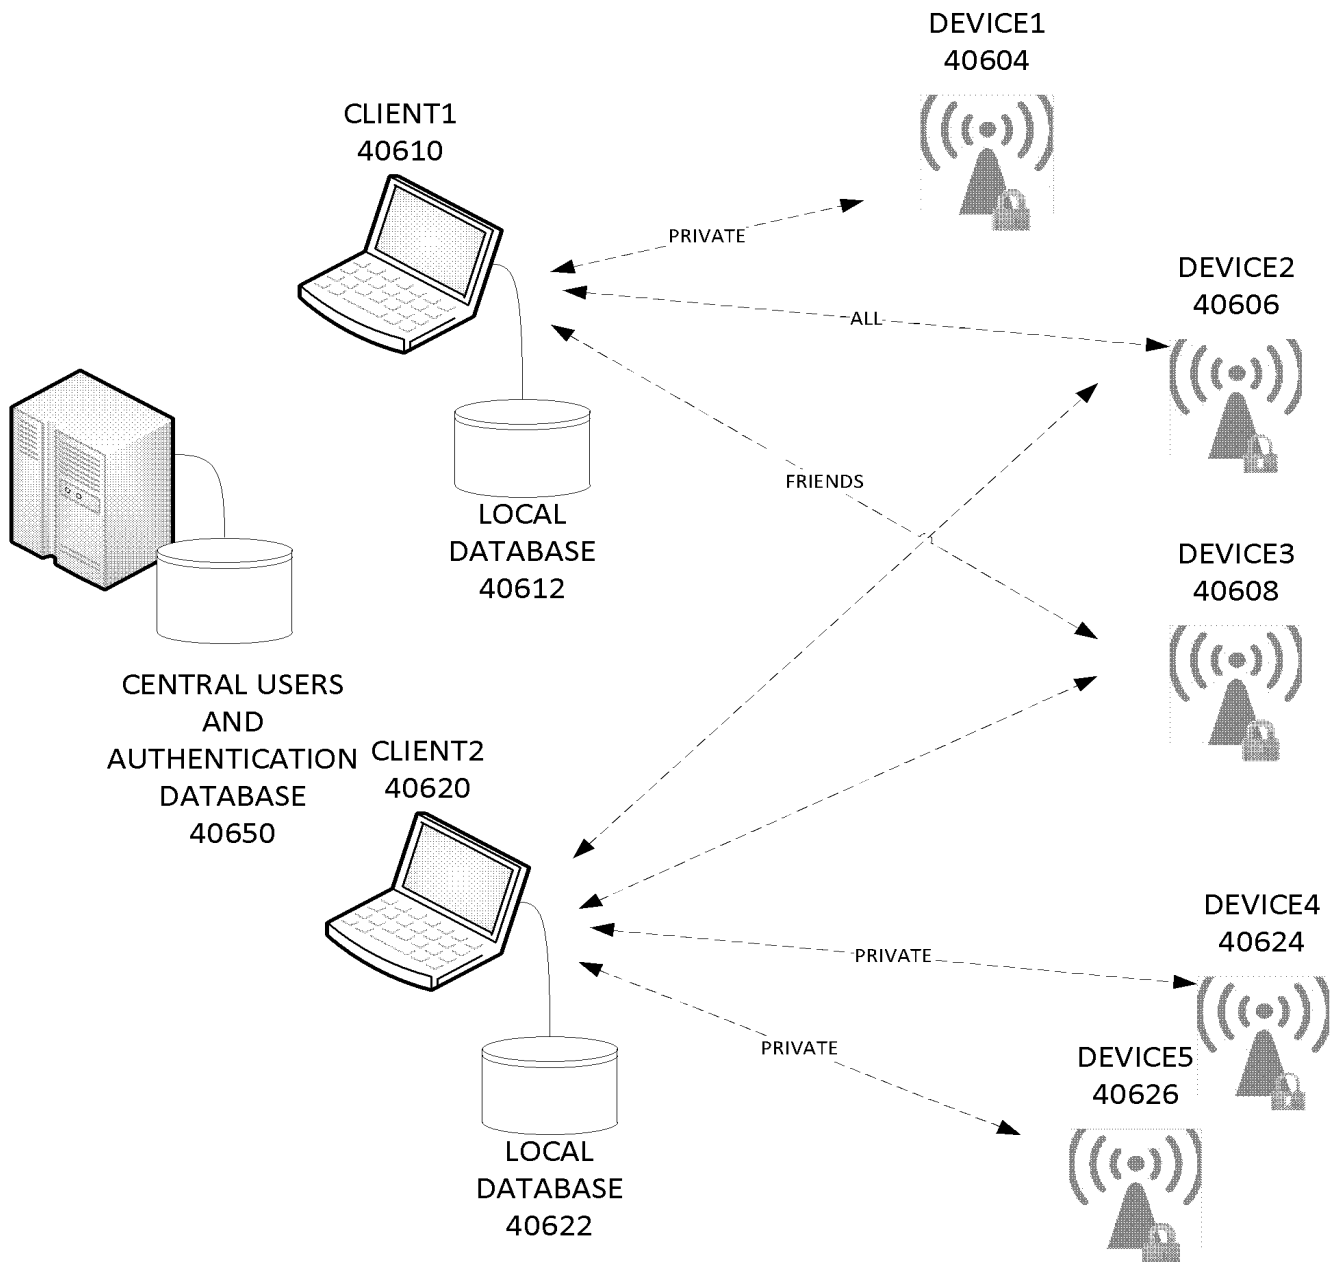 DEVICE1
40604
CLIENT1
40610
PRIVATE
DEVICE2
40606
ALL
FRIENDS
LOCAL
DATABASE
40612
DEVICE3
40608
CENTRAL USERS
AND
AUTHENTICATION
DATABASE
40650
CLIENT2
40620
DEVICE4
40624
PRIVATE
PRIVATE
DEVICE5
40626
LOCAL
DATABASE
40622